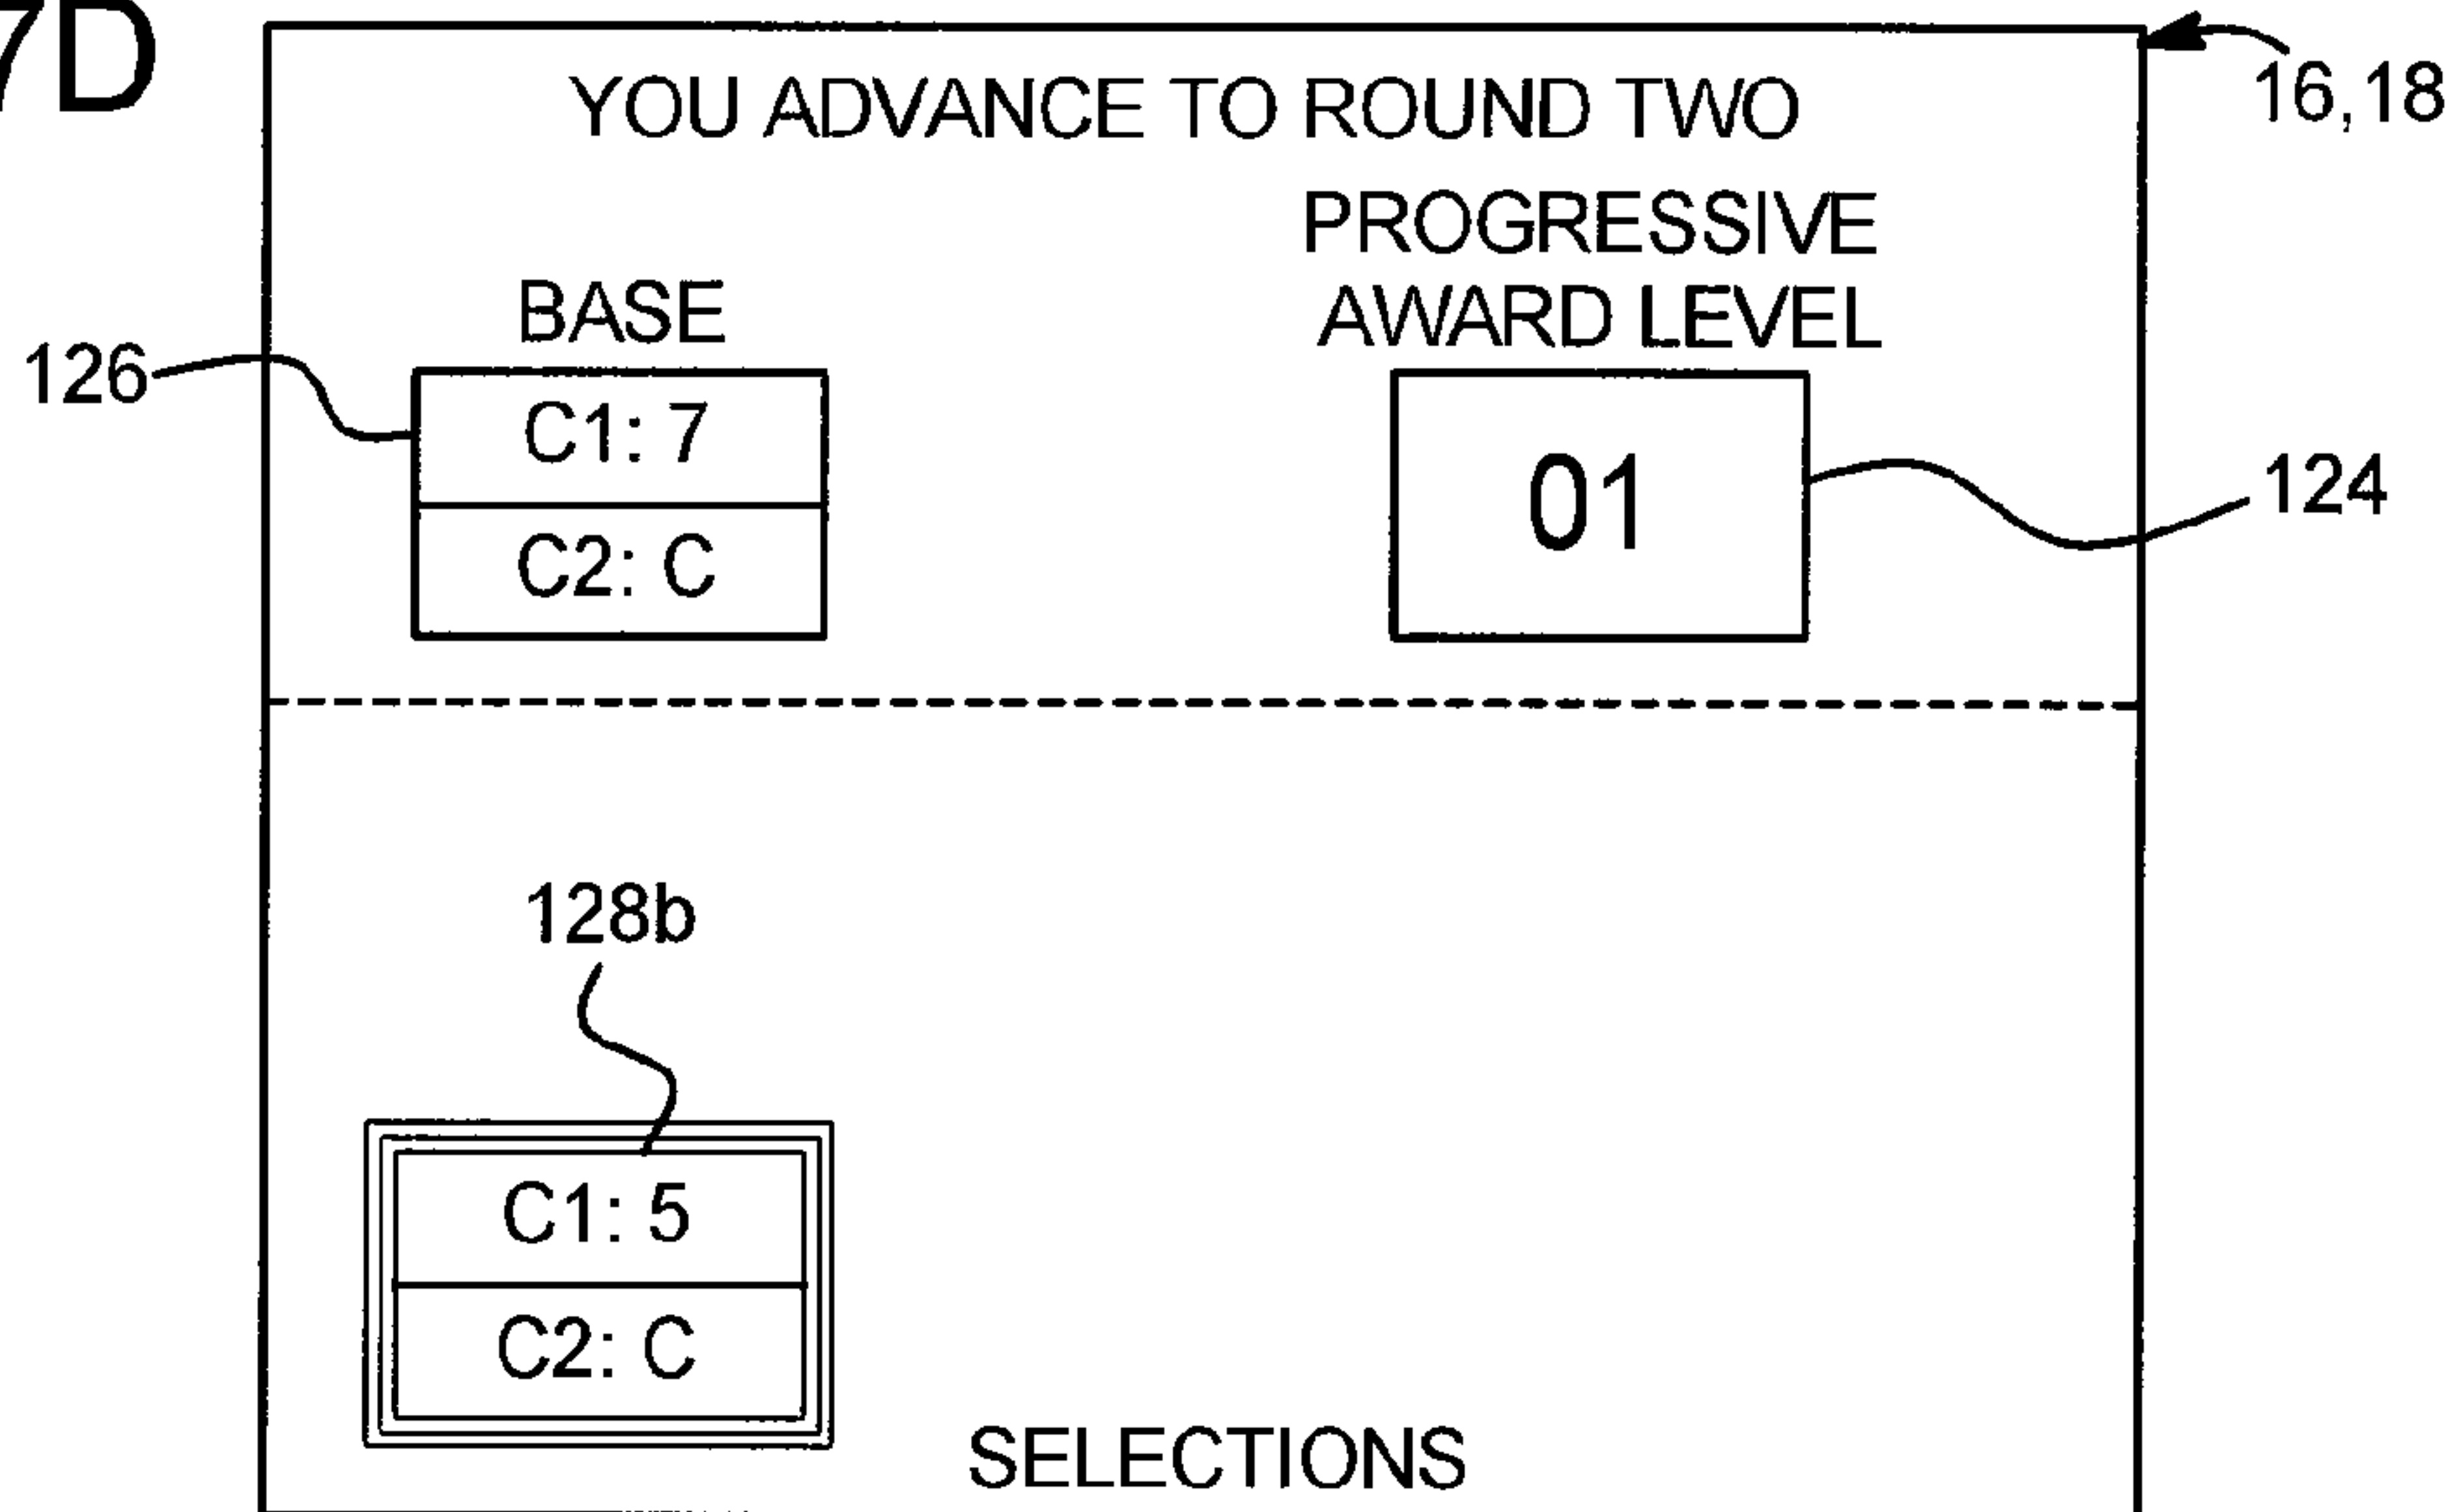 7D
16,18
YOU ADVANCE TO ROUND TWO
PROGRESSIVE
AWARD LEVEL
BASE
126
C1: 7
C2: C
01
124
128b
C1: 5
C2: C
SELECTIONS